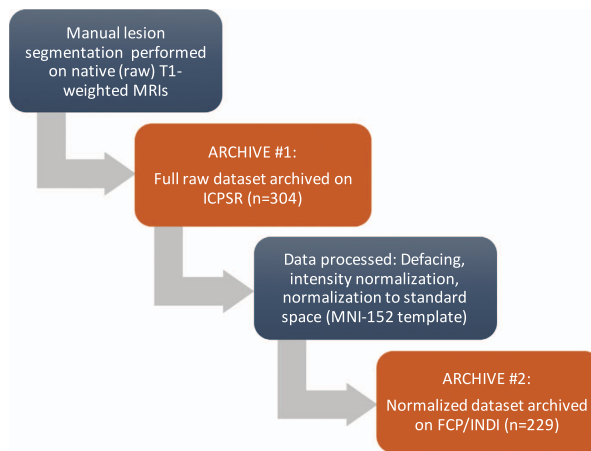 Manual lesion
segmentation performed
on native (raw) T1-
weighted MRIs
ARCHIVE #1:
Full raw dataset archived on
ICPSR (n=304)
Data processed: Defacing,
intensity normalization,
normalization to standard
space (MNI-152 template)
ARCHIVE #2:
Normalized dataset archived
on FCP/INDI (n=229)